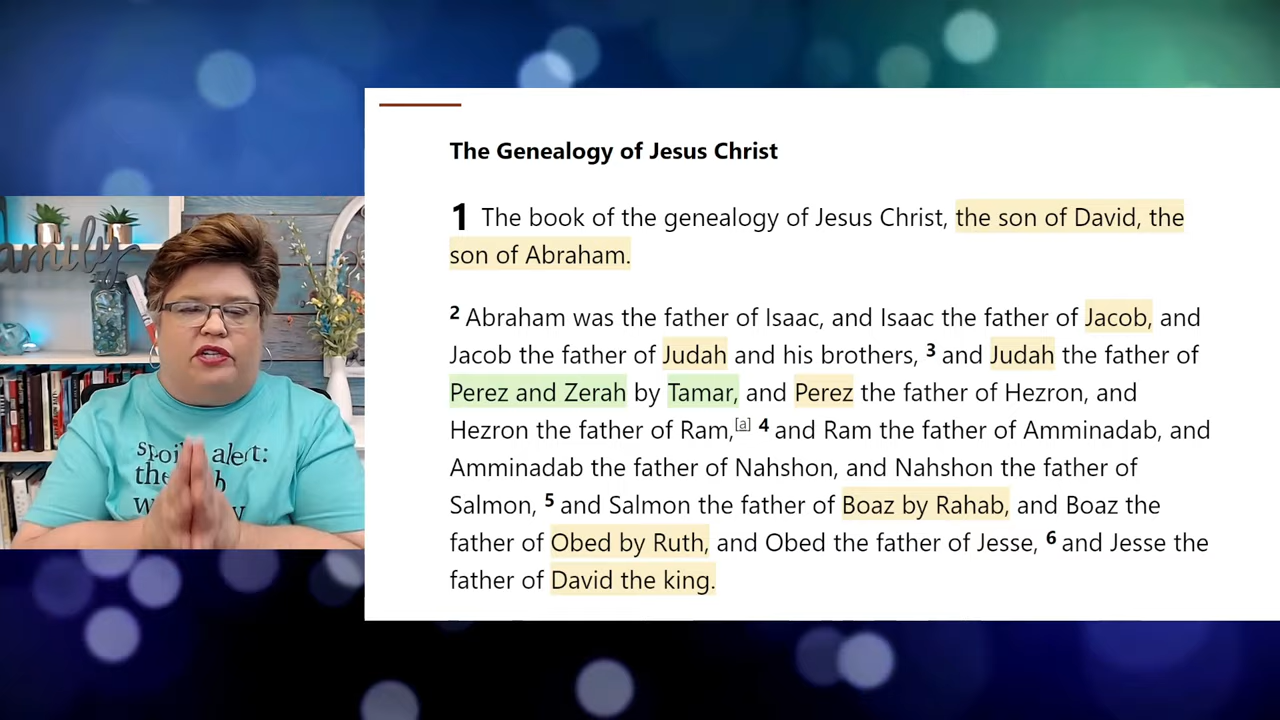 The Genealogy of Jesus Christ
1 The book of the genealogy of Jesus Christ, the son of David, the
son of Abraham.
2 Abraham was the father of Isaac, and Isaac the father of Jacob, and
Jacob the father of Judah and his brothers, 3 and Judah the father of
Perez and Zerah by Tamar, and Perez the father of Hezron, and
Hezron the father of Ram,[a] 4 and Ram the father of Amminadab, and
Amminadab the father of Nahshon, and Nahshon the father of
Salmon, 5 and Salmon the father of Boaz by Rahab, and Boaz the
father of Obed by Ruth, and Obed the father of Jesse, 6 and Jesse the
father of David the king.
family
alert: